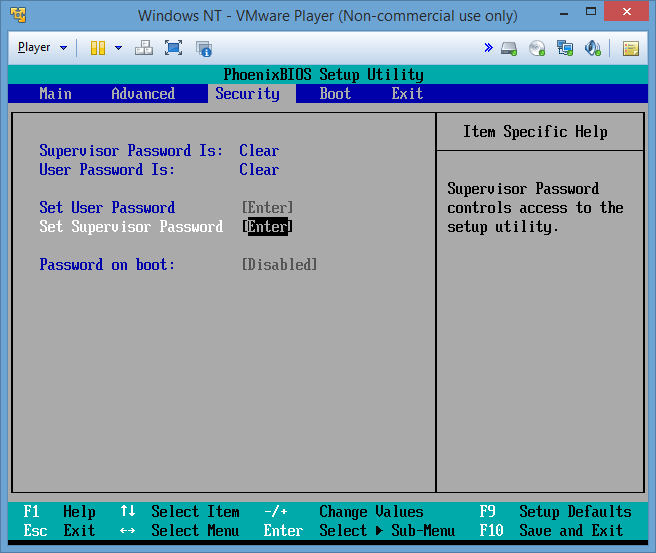 Windows NT - VMware Player (Non-commercial use only)
Player
PhoenixBIOS Setup Utility
Main Advanced Security Boot Exit
Item Specific Help
Supervisor Password Is: Clear
User Password Is: Clear
Supervisor Password
controls access to the
setup utility.
Set User Password [Enter]
Set Supervisor Password [Enter]
Password on boot: [Disabled]
F1 Help ↑↓ Select Item -/+ Change Values F9 Setup Defaults
Esc Exit ↔ Select Menu Enter Select ▶ Sub-Menu F10 Save and Exit